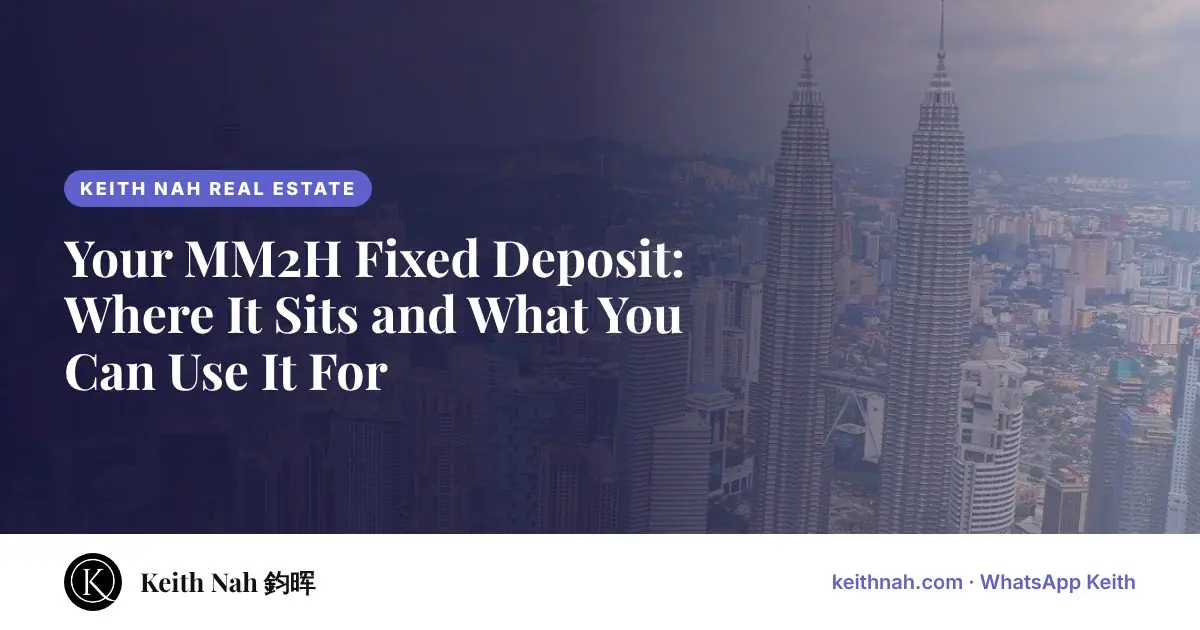 KEITH NAH REAL ESTATE
Your MM2H Fixed Deposit:
Where It Sits and What You
Can Use It For
K
Keith Nah 鈞晖
keithnah.com · WhatsApp Keith